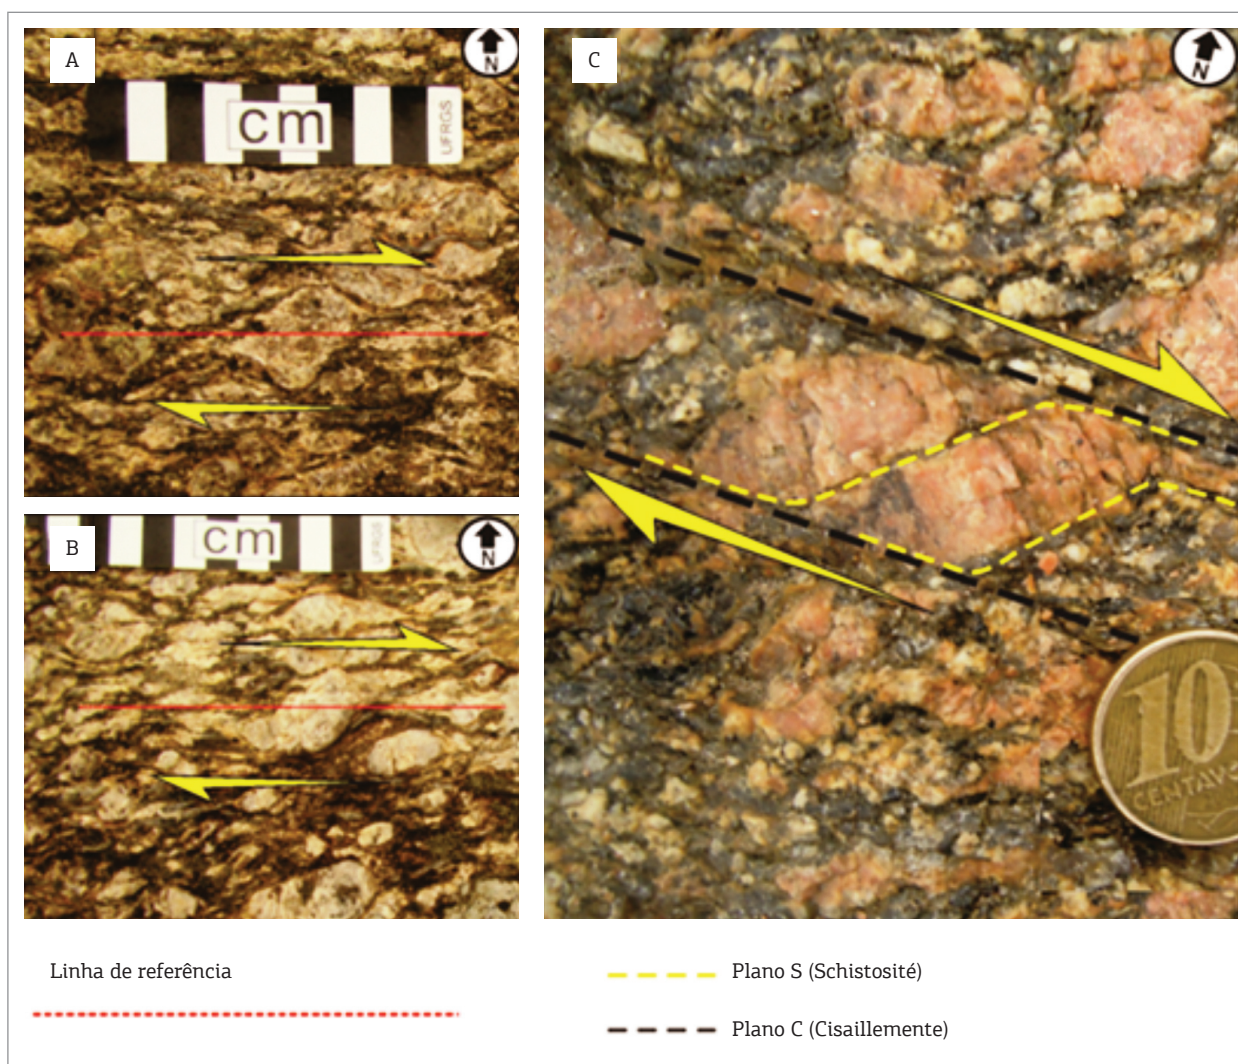 A
cm
UFRGS
N
B
cm
UFRGS
N
C
N
10
CENTAV
Linha de referência
Plano S (Schistosité)
Plano C (Cisaillemente)